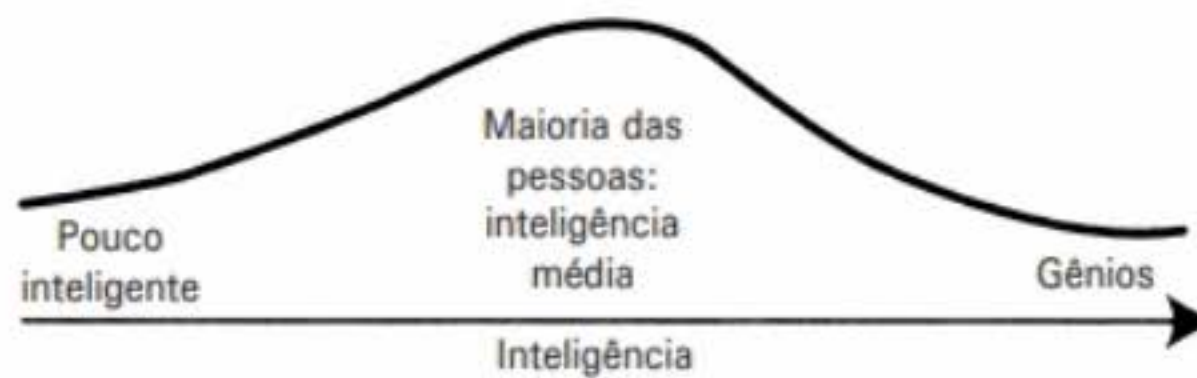 Maioria das
pessoas:
inteligência
média
Pouco
inteligente
Gênios
Inteligência